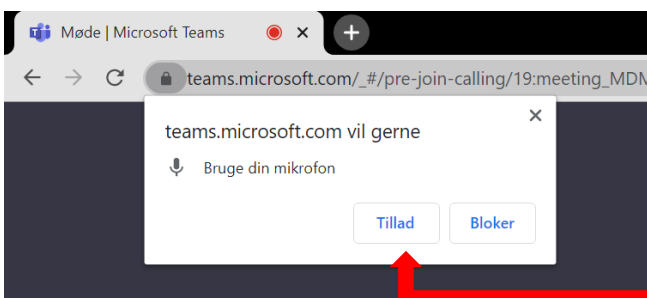 Møde | Microsoft Teams
teams.microsoft.com/_#/pre-join-calling/19:meeting_MDM
teams.microsoft.com vil gerne
Bruge din mikrofon
Tillad Bloker